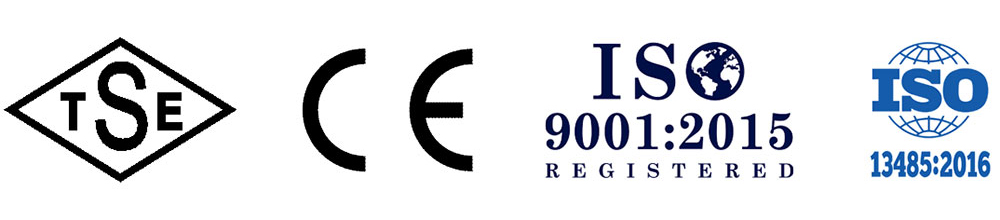 TSE
CE
ISO
9001:2015
REGISTERED
ISO
13485:2016